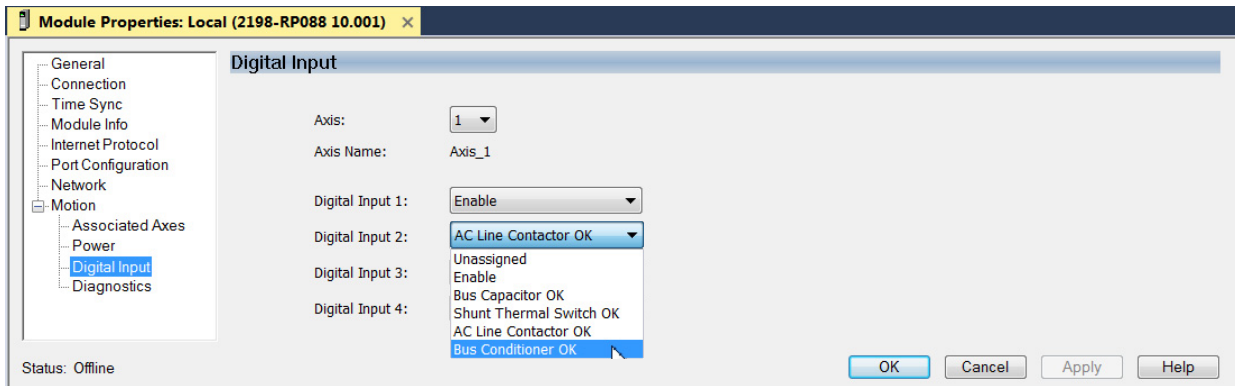 Module Properties: Local (2198-RP088 10.001) ×
General
Connection
Time Sync
Module Info
Internet Protocol
Port Configuration
Network
Motion
Associated Axes
Power
Digital Input
Diagnostics
Digital Input
Axis: 1
Axis Name: Axis_1
Digital Input 1: Enable
Digital Input 2: AC Line Contactor OK
Digital Input 3:
Digital Input 4:
Unassigned
Enable
Bus Capacitor OK
Shunt Thermal Switch OK
AC Line Contactor OK
Bus Conditioner OK
Status: Offline
OK Cancel Apply Help